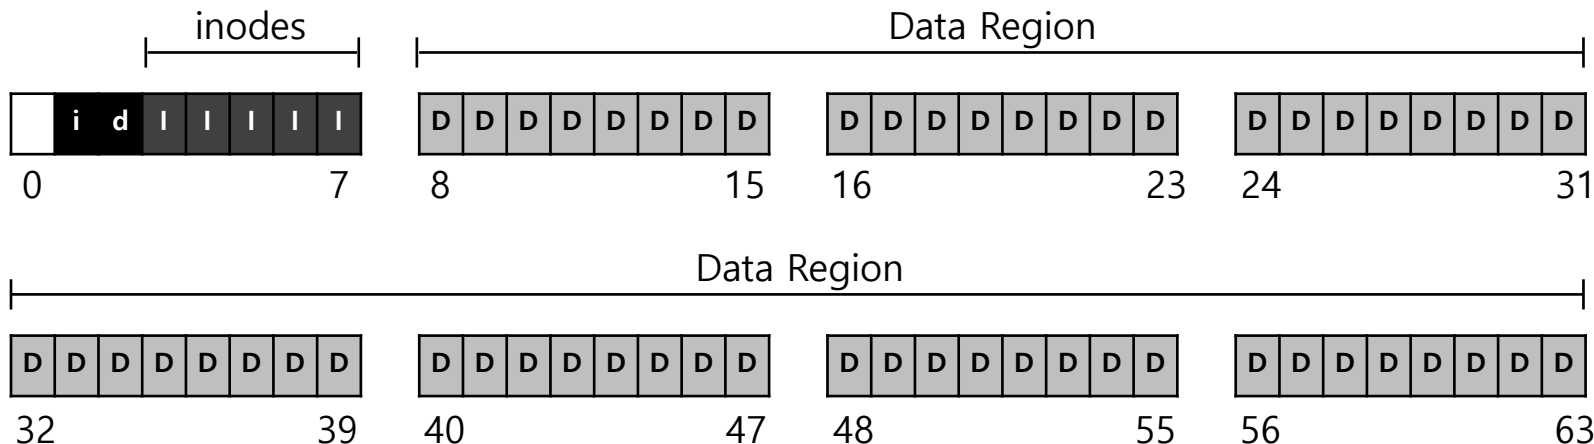 inodes Data Region
i d I I I I I D D D D D D D D D D D D D D D D D D D D D D D D
0 7 8 15 16 23 24 31
Data Region
D D D D D D D D D D D D D D D D D D D D D D D D D D D D D D D D
32 39 40 47 48 55 56 63